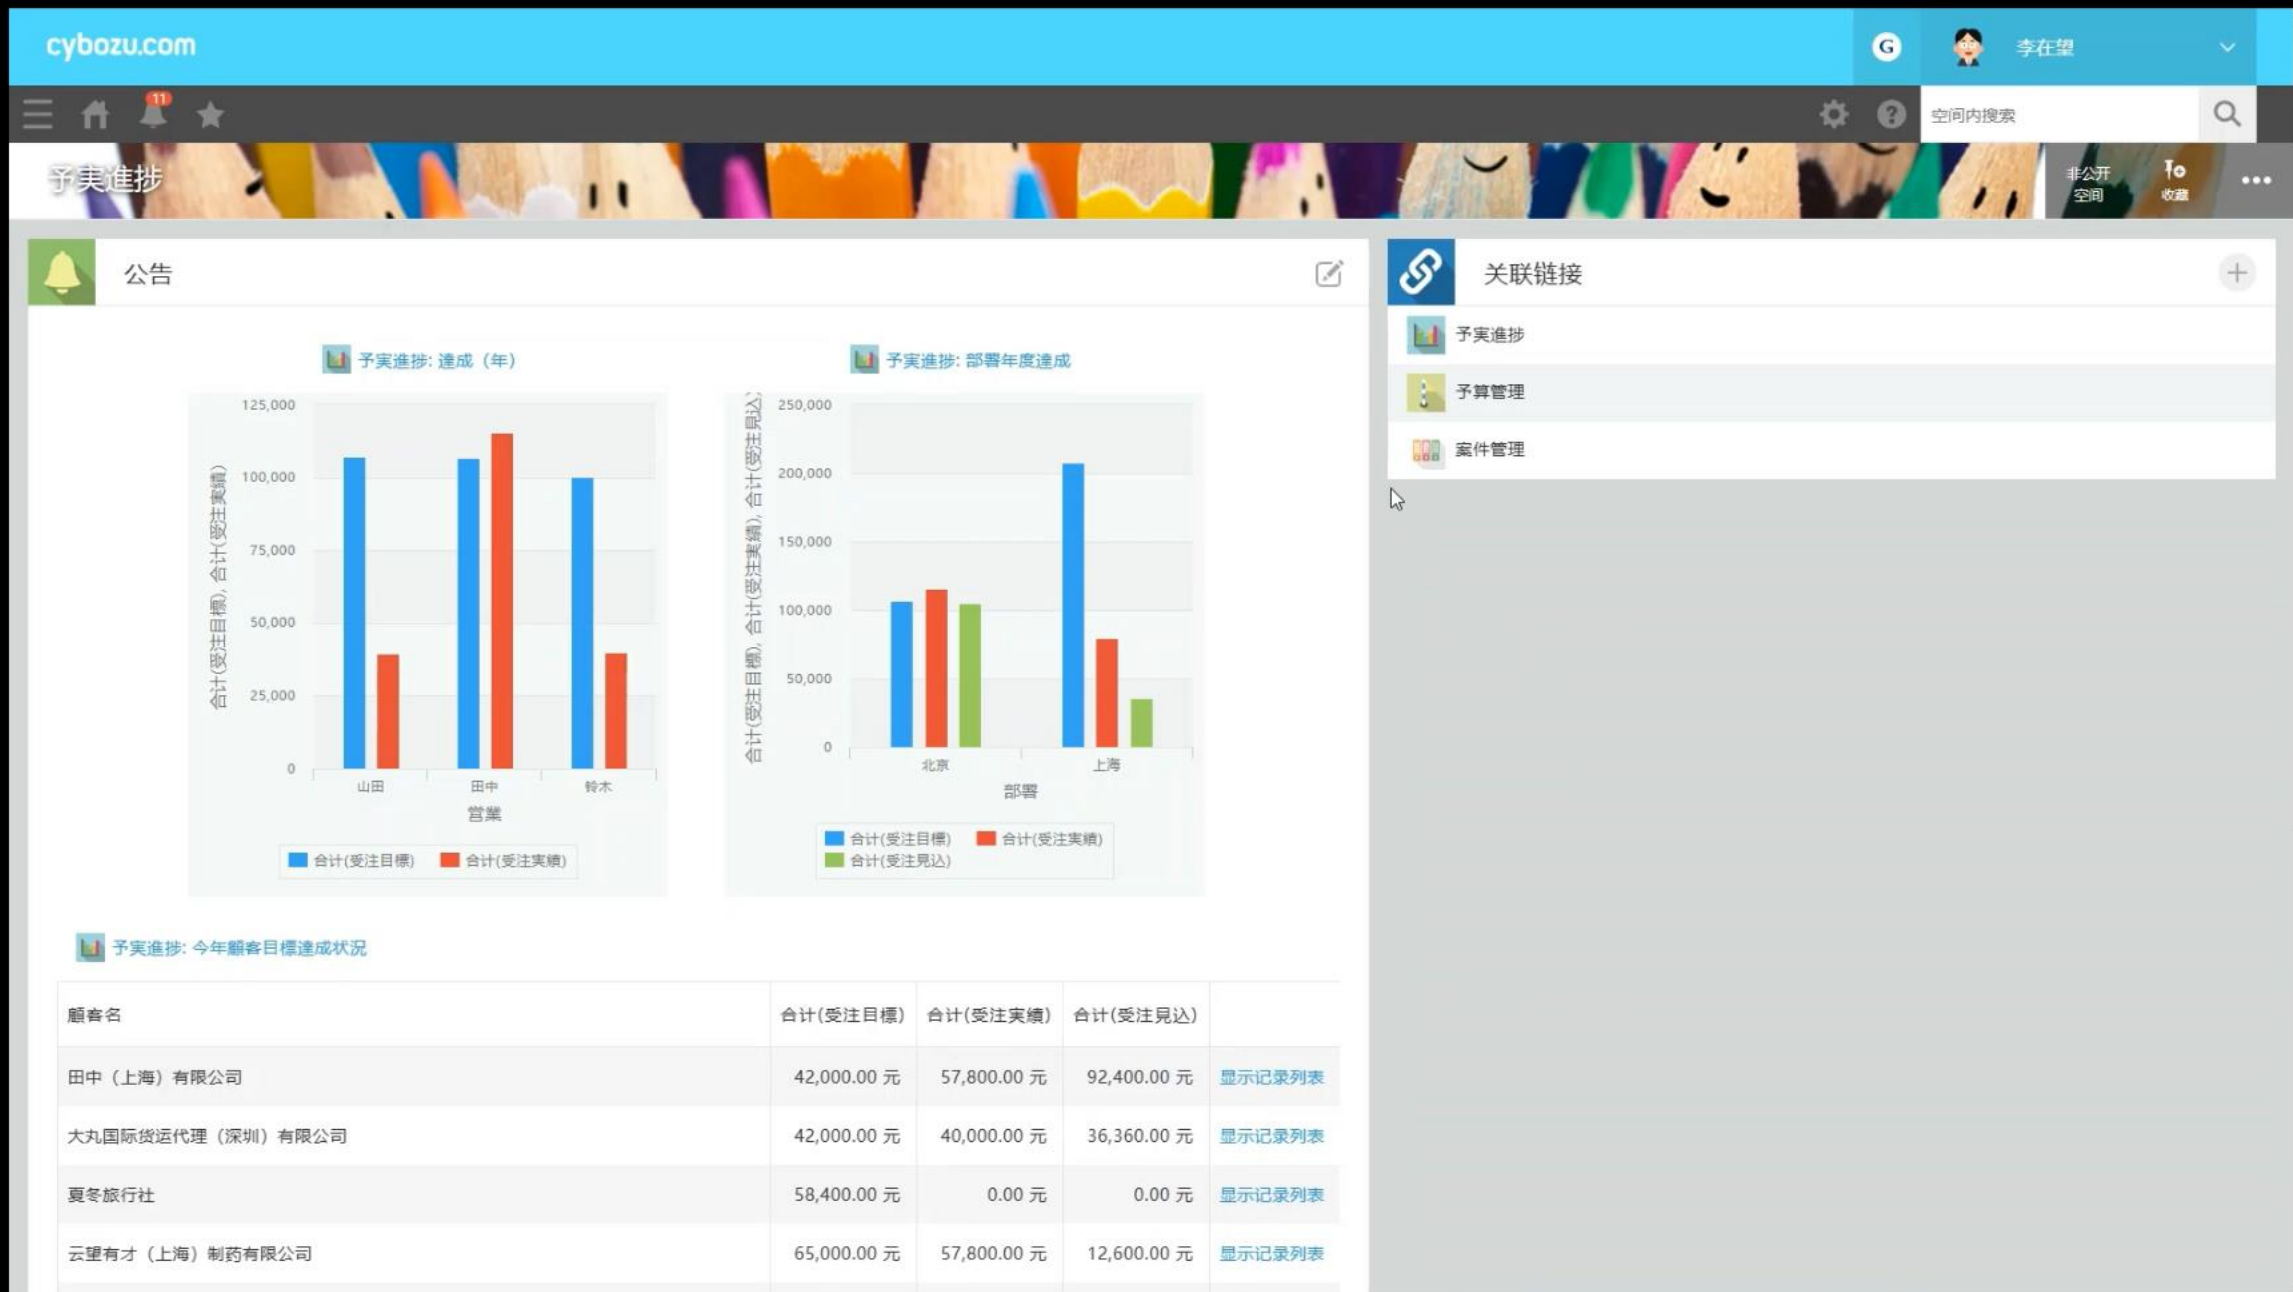 cybozu.com
G
李在望
11
空间内搜索
予実進捗
非公开
空间
收藏
公告
关联链接
予実進捗
予算管理
案件管理
予実進捗: 達成（年）
合计(受注目標), 合计(受注実績)
125,000
100,000
75,000
50,000
25,000
0
山田
田中
铃木
営業
合计(受注目標)
合计(受注実績)
予実進捗: 部署年度達成
合计(受注目標), 合计(受注実績), 合计(受注見込)
250,000
200,000
150,000
100,000
50,000
0
北京
上海
部署
合计(受注目標)
合计(受注実績)
合计(受注見込)
予実進捗: 今年顧客目標達成状況
顧客名 合计(受注目標) 合计(受注実績) 合计(受注見込)
田中（上海）有限公司 42,000.00 元 57,800.00 元 92,400.00 元 显示记录列表
大丸国际货运代理（深圳）有限公司 42,000.00 元 40,000.00 元 36,360.00 元 显示记录列表
夏冬旅行社 58,400.00 元 0.00 元 0.00 元 显示记录列表
云望有才（上海）制药有限公司 65,000.00 元 57,800.00 元 12,600.00 元 显示记录列表